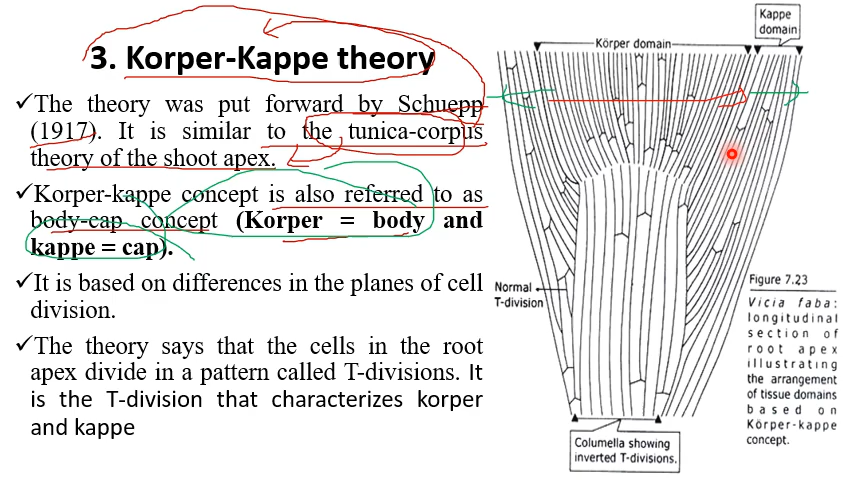 3. Korper-Kappe theory
✓The theory was put forward by Schuepp
(1917). It is similar to the tunica-corpus
theory of the shoot apex.
✓Korper-kappe concept is also referred to as
body-cap concept (Korper = body and
kappe = cap).
✓It is based on differences in the planes of cell
division.
✓The theory says that the cells in the root
apex divide in a pattern called T-divisions. It
is the T-division that characterizes korper
and kappe
Kappe
domain
Körper domain
Normal
T-division
Columella showing
inverted T-divisions.
Figure 7.23
Vicia faba:
longitudinal
section of
root apex
illustrating
the arrangement
of tissue domains
based on
Körper-kappe
concept.